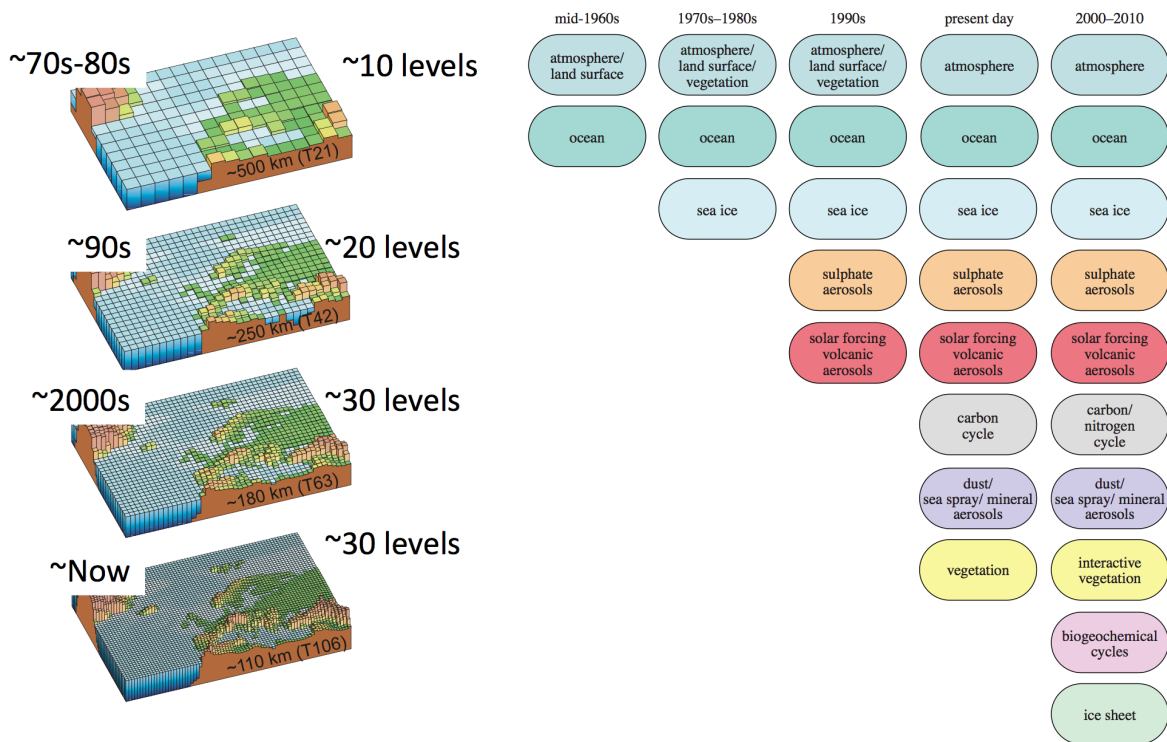 ~70s-80s
~10 levels
~500 km (T21)
~90s
~20 levels
~250 km (T42)
~2000s
~30 levels
~180 km (T63)
~Now
~30 levels
~110 km (T106)
mid-1960s
1970s–1980s
1990s
present day
2000–2010
atmosphere/
land surface
atmosphere/
land surface/
vegetation
atmosphere/
land surface/
vegetation
atmosphere
atmosphere
ocean
ocean
ocean
ocean
ocean
sea ice
sea ice
sea ice
sea ice
sulphate
aerosols
sulphate
aerosols
sulphate
aerosols
solar forcing
volcanic
aerosols
solar forcing
volcanic
aerosols
solar forcing
volcanic
aerosols
carbon
cycle
carbon/
nitrogen
cycle
dust/
sea spray/ mineral
aerosols
dust/
sea spray/ mineral
aerosols
vegetation
interactive
vegetation
biogeochemical
cycles
ice sheet